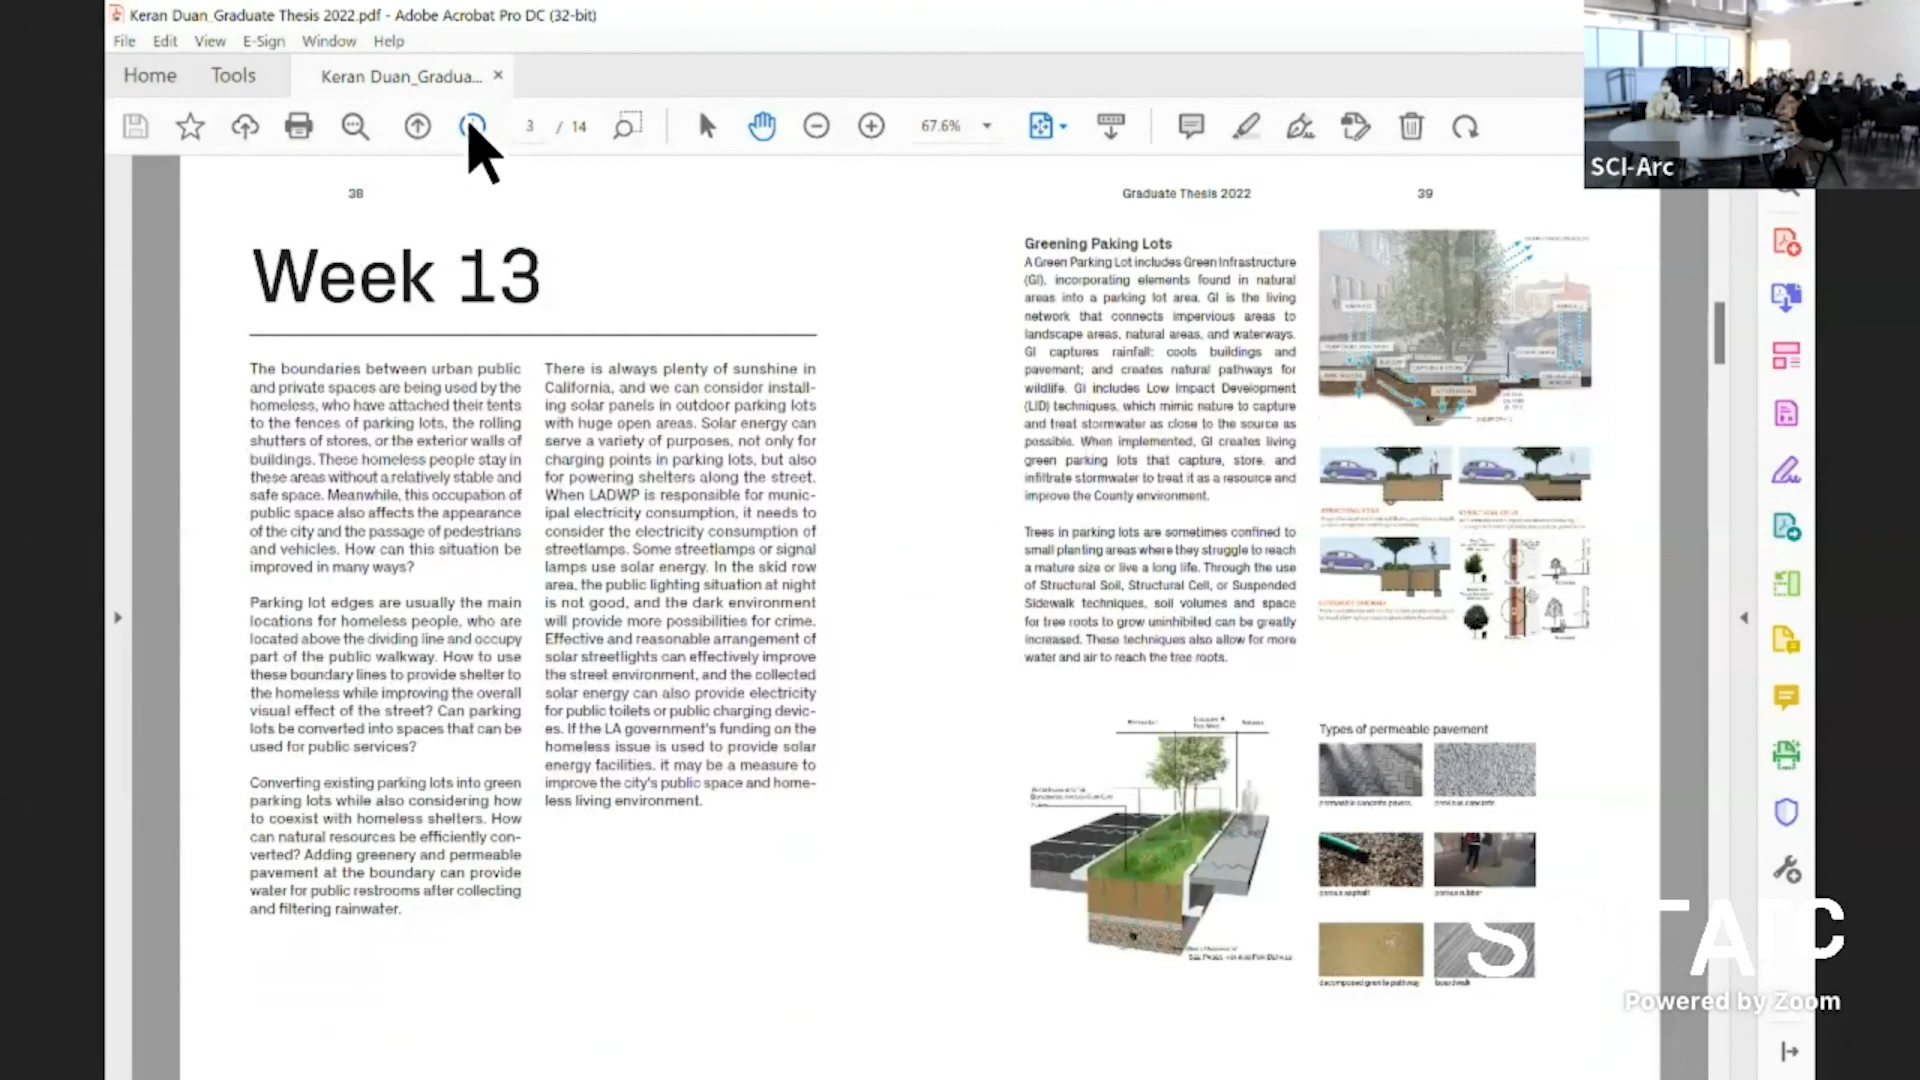 Keran Duan_Graduate Thesis 2022.pdf - Adobe Acrobat Pro DC (32-bit)
File Edit View E-Sign Window Help
Home Tools Keran Duan_Gradua... ×
3 / 14 67.6%
SCI-Arc
38
Week 13
The boundaries between urban public
and private spaces are being used by the
homeless, who have attached their tents
to the fences of parking lots, the rolling
shutters of stores, or the exterior walls of
buildings. These homeless people stay in
these areas without a relatively stable and
safe space. Meanwhile, this occupation of
public space also affects the appearance
of the city and the passage of pedestrians
and vehicles. How can this situation be
improved in many ways?
Parking lot edges are usually the main
locations for homeless people, who are
located above the dividing line and occupy
part of the public walkway. How to use
these boundary lines to provide shelter to
the homeless while improving the overall
visual effect of the street? Can parking
lots be converted into spaces that can be
used for public services?
Converting existing parking lots into green
parking lots while also considering how
to coexist with homeless shelters. How
can natural resources be efficiently con-
verted? Adding greenery and permeable
pavement at the boundary can provide
water for public restrooms after collecting
and filtering rainwater.
There is always plenty of sunshine in
California, and we can consider install-
ing solar panels in outdoor parking lots
with huge open areas. Solar energy can
serve a variety of purposes, not only for
charging points in parking lots, but also
for powering shelters along the street.
When LADWP is responsible for munic-
ipal electricity consumption, it needs to
consider the electricity consumption of
streetlamps. Some streetlamps or signal
lamps use solar energy. In the skid row
area, the public lighting situation at night
is not good, and the dark environment
will provide more possibilities for crime.
Effective and reasonable arrangement of
solar streetlights can effectively improve
the street environment, and the collected
solar energy can also provide electricity
for public toilets or public charging devic-
es. If the LA government's funding on the
homeless issue is used to provide solar
energy facilities, it may be a measure to
improve the city's public space and home-
less living environment.
Graduate Thesis 2022 39
Greening Paking Lots
A Green Parking Lot includes Green Infrastructure
(GI), incorporating elements found in natural
areas into a parking lot area. GI is the living
network that connects impervious areas to
landscape areas, natural areas, and waterways.
GI captures rainfall; cools buildings and
pavement; and creates natural pathways for
wildlife. GI includes Low Impact Development
(LID) techniques, which mimic nature to capture
and treat stormwater as close to the source as
possible. When implemented, GI creates living
green parking lots that capture, store, and
infiltrate stormwater to treat it as a resource and
improve the County environment.
Trees in parking lots are sometimes confined to
small planting areas where they struggle to reach
a mature size or live a long life. Through the use
of Structural Soil, Structural Cell, or Suspended
Sidewalk techniques, soil volumes and space
for tree roots to grow uninhibited can be greatly
increased. These techniques also allow for more
water and air to reach the tree roots.
Types of permeable pavement
permeable concrete pavers
pervious concrete
porous asphalt
porous rubber
decomposed granite pathway
boardwalk
Powered by Zoom